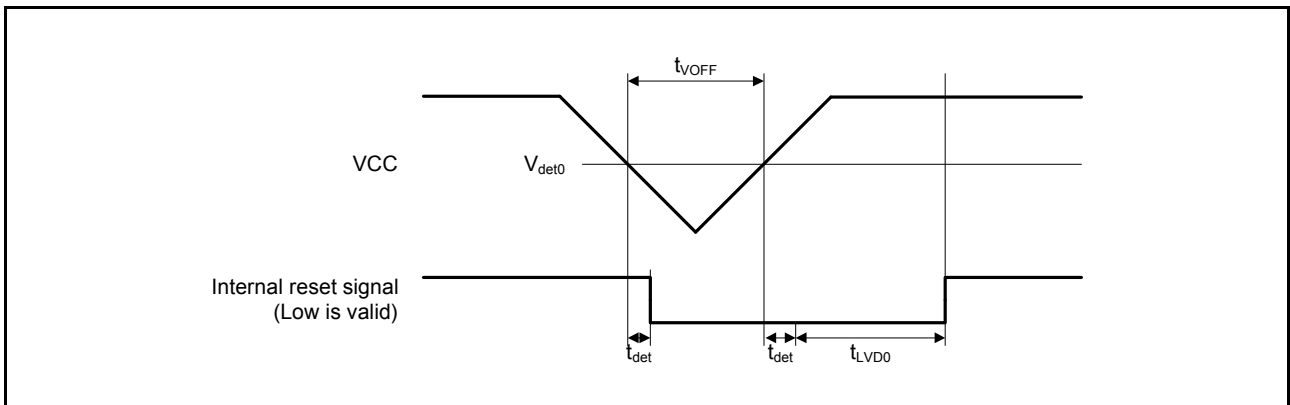 tVOFF
VCC
Vdet0
Internal reset signal
(Low is valid)
tdet
tdet
tLVD0